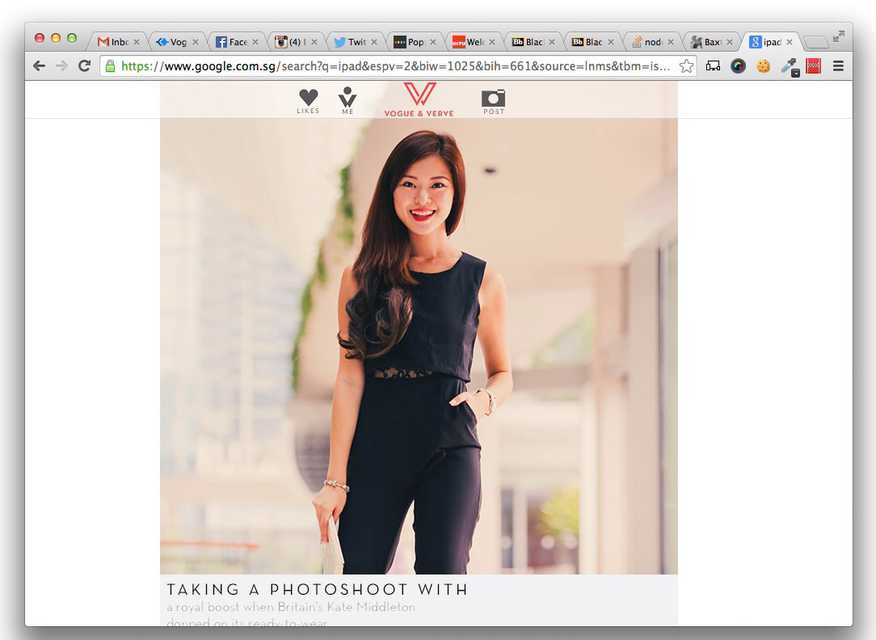 Inbo
Vog
Face
(4) I
Twit
Pop
Welc
Blac
Blac
node
Baxt
ipad
https://www.google.com.sg/search?q=ipad&espv=2&biw=1025&bih=661&source=lnms&tbm=is...
LIKES
ME
VOGUE & VERVE
POST
TAKING A PHOTOSHOOT WITH
a royal boost when Britain's Kate Middleton
donned on its ready-to-wear